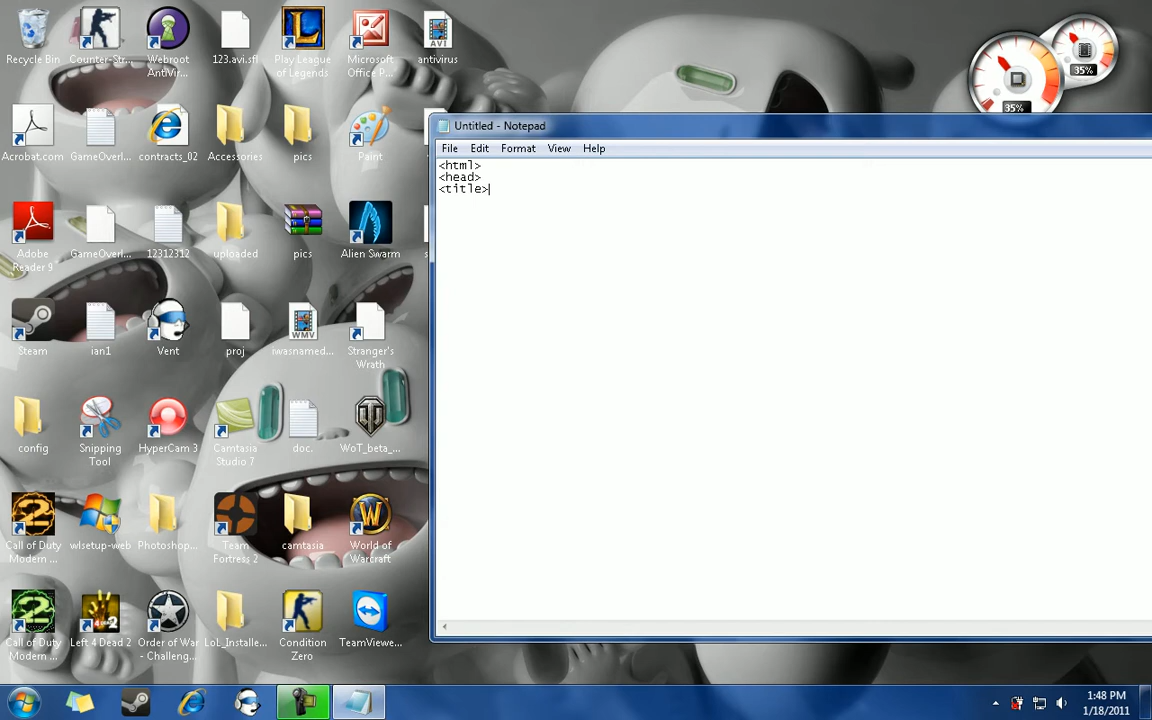 Recycle Bin
Counter-Str...
Webroot AntiVir...
123.avi.sfl
Play League of Legends
Microsoft Office P...
AVI
antivirus
35%
35%
Acrobat.com
GameOverl...
contracts_02
Accessories
pics
Paint
Untitled - Notepad
File Edit Format View Help
<html>
<head>
<title>
Adobe Reader 9
GameOverl...
12312312
uploaded
pics
Alien Swarm
Steam
ian1
Vent
proj
WMV
iwasnamed...
Stranger's Wrath
config
Snipping Tool
HyperCam 3
Camtasia Studio 7
doc.
WoT_beta_...
Call of Duty Modern ...
wlsetup-web
Photoshop...
Team Fortress 2
camtasia
World of Warcraft
Call of Duty Modern ...
Left 4 Dead 2
Order of War - Challeng...
LoL_Installe...
Condition Zero
TeamViewe...
1:48 PM
1/18/2011